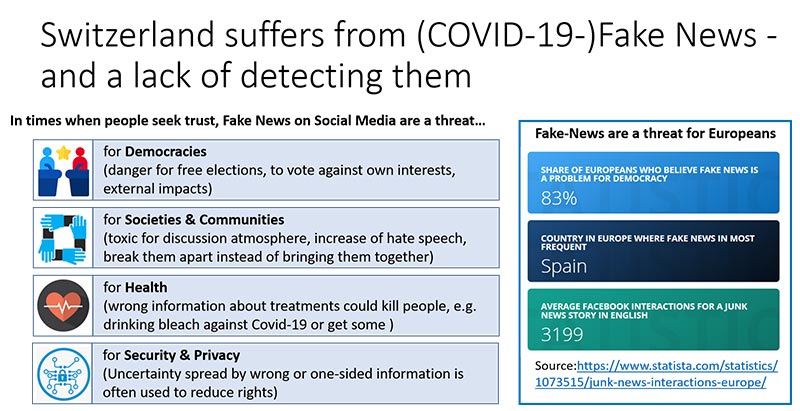 Switzerland suffers from (COVID-19-)Fake News -
and a lack of detecting them
In times when people seek trust, Fake News on Social Media are a threat...
for Democracies
(danger for free elections, to vote against own interests,
external impacts)
for Societies & Communities
(toxic for discussion atmosphere, increase of hate speech,
break them apart instead of bringing them together)
for Health
(wrong information about treatments could kill people, e.g.
drinking bleach against Covid-19 or get some )
for Security & Privacy
(Uncertainty spread by wrong or one-sided information is
often used to reduce rights)
Fake-News are a threat for Europeans
SHARE OF EUROPEANS WHO BELIEVE FAKE NEWS IS
A PROBLEM FOR DEMOCRACY
83%
COUNTRY IN EUROPE WHERE FAKE NEWS IN MOST
FREQUENT
Spain
AVERAGE FACEBOOK INTERACTIONS FOR A JUNK
NEWS STORY IN ENGLISH
3199
Source:https://www.statista.com/statistics/
1073515/junk-news-interactions-europe/